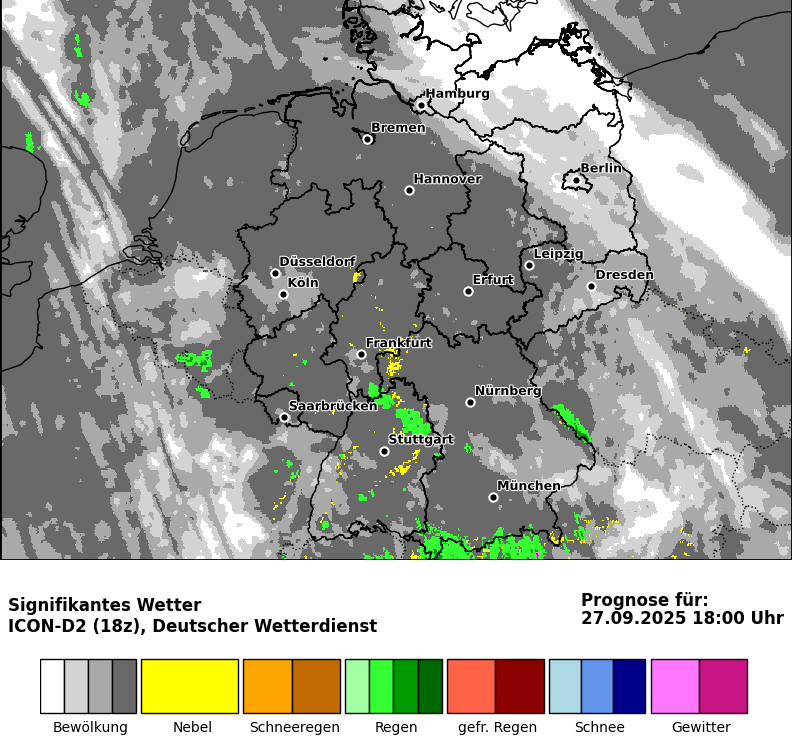 Hamburg
Bremen
Berlin
Hannover
Düsseldorf
Leipzig
Köln
Erfurt
Dresden
Frankfurt
Nürnberg
Saarbrücken
Stuttgart
München
Signifikantes Wetter
ICON-D2 (18z), Deutscher Wetterdienst
Prognose für:
27.09.2025 18:00 Uhr
Bewölkung Nebel Schneeregen Regen gefr. Regen Schnee Gewitter